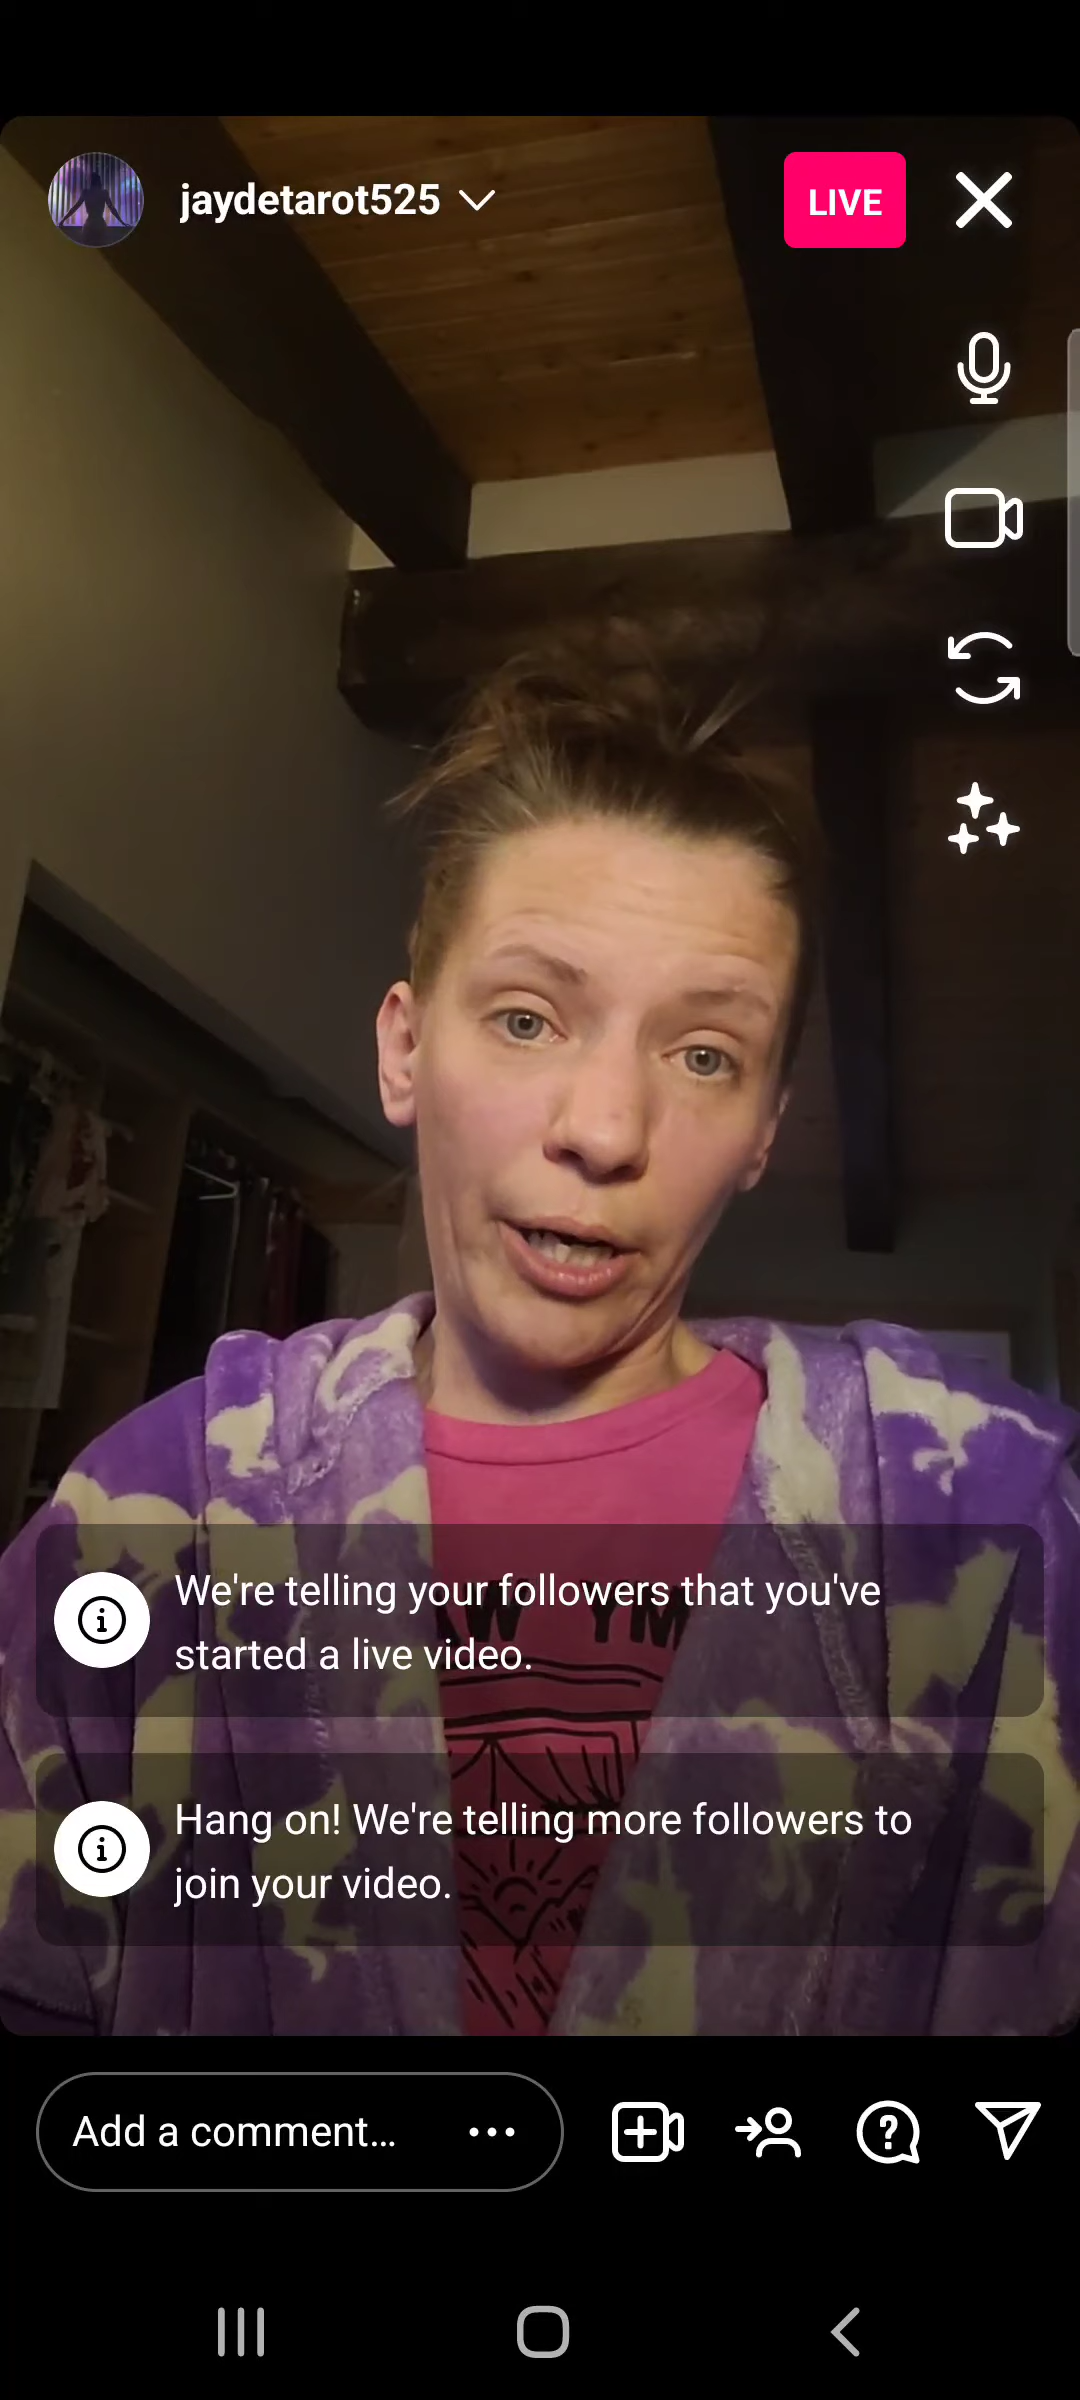 jaydetarot525
LIVE
We're telling your followers that you've
started a live video.
Hang on! We're telling more followers to
join your video.
Add a comment...